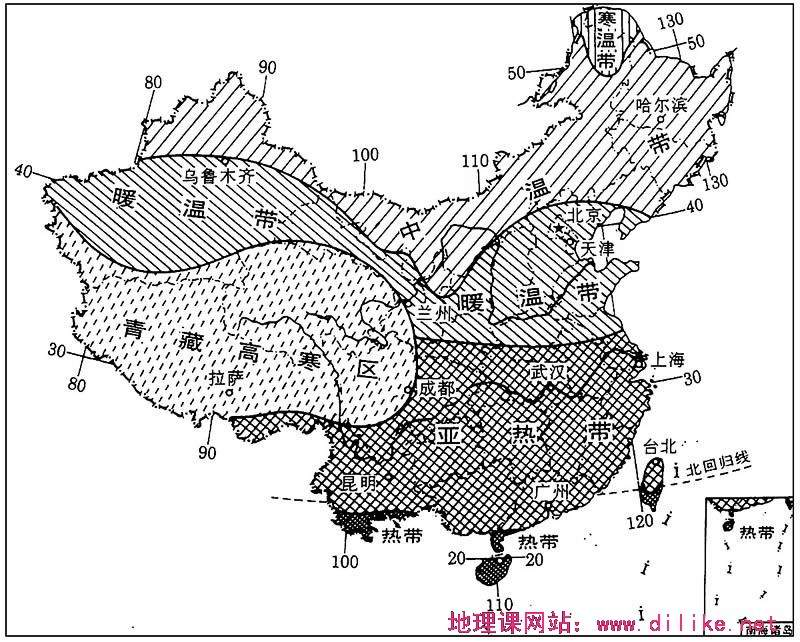 寒温带
130
50
50
90
80
哈尔滨
100
110
带
40
乌鲁木齐
130
暖温带
温
40
中
北京
天津
兰州
暖温带
青藏高寒区
30
80
拉萨
成都
武汉
上海
30
90
亚热带
台北
北回归线
昆明
广州
120
热带
热带
热带
100
20
20
110
南海诸岛
地理课网站：www.dilike.net